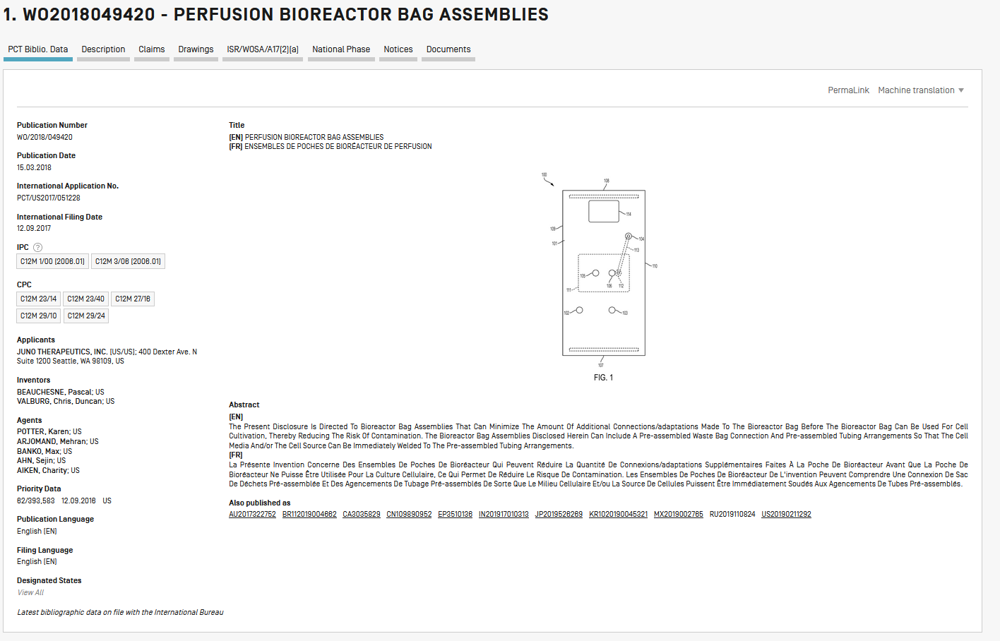 1. WO2018049420 - PERFUSION BIOREACTOR BAG ASSEMBLIES
PCT Biblio. Data Description Claims Drawings ISR/WOSA/A17(2)(a) National Phase Notices Documents
PermaLink Machine translation
Publication Number
WO/2018/049420
Publication Date
15.03.2018
International Application No.
PCT/US2017/051228
International Filing Date
12.09.2017
IPC ?
C12M 1/00 (2006.01) C12M 3/06 (2006.01)
CPC
C12M 23/14 C12M 23/40 C12M 27/16
C12M 29/10 C12M 29/24
Applicants
JUNO THERAPEUTICS, INC. [US/US]; 400 Dexter Ave. N
Suite 1200 Seattle, WA 98109, US
Inventors
BEAUCHESNE, Pascal; US
VALBURG, Chris, Duncan; US
Agents
POTTER, Karen; US
ARJOMAND, Mehran; US
BANKO, Max; US
AHN, Sejin; US
AIKEN, Charity; US
Priority Data
62/393,583 12.09.2016 US
Publication Language
English (EN)
Filing Language
English (EN)
Designated States
View All
Latest bibliographic data on file with the International Bureau
Title
[EN] PERFUSION BIOREACTOR BAG ASSEMBLIES
[FR] ENSEMBLES DE POCHES DE BIORÉACTEUR DE PERFUSION
100
108
114
109
104
101
113
110
105
106 112
111
102
103
107
FIG. 1
Abstract
[EN]
The Present Disclosure Is Directed To Bioreactor Bag Assemblies That Can Minimize The Amount Of Additional Connections/adaptations Made To The Bioreactor Bag Before The Bioreactor Bag Can Be Used For Cell
Cultivation, Thereby Reducing The Risk Of Contamination. The Bioreactor Bag Assemblies Disclosed Herein Can Include A Pre-assembled Waste Bag Connection And Pre-assembled Tubing Arrangements So That The Cell
Media And/or The Cell Source Can Be Immediately Welded To The Pre-assembled Tubing Arrangements.
[FR]
La Présente Invention Concerne Des Ensembles De Poches De Bioréacteur Qui Peuvent Réduire La Quantité De Connexions/adaptations Supplémentaires Faites À La Poche De Bioréacteur Avant Que La Poche De
Bioréacteur Ne Puisse Être Utilisée Pour La Culture Cellulaire, Ce Qui Permet De Réduire Le Risque De Contamination. Les Ensembles De Poches De Bioréacteur De L'invention Peuvent Comprendre Une Connexion De Sac
De Déchets Pré-assemblée Et Des Agencements De Tubage Pré-assemblés De Sorte Que Le Milieu Cellulaire Et/ou La Source De Cellules Puissent Être Immédiatement Soudés Aux Agencements De Tubes Pré-assemblés.
Also published as
AU2017322752 BR112019004662 CA3035829 CN109890952 EP3510136 IN201917010313 JP2019526269 KR1020190045321 MX2019002765 RU2019110824 US20190211292